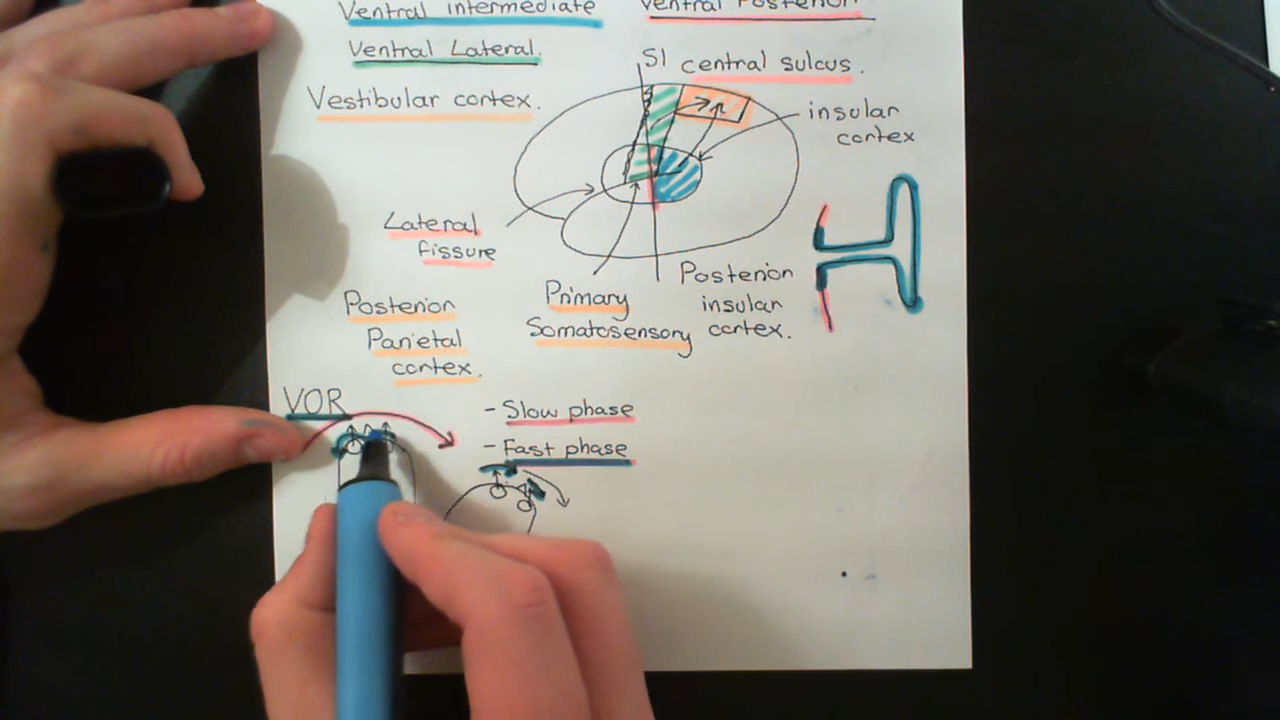 Ventral intermediate
Ventral Posterior
Ventral Lateral.
S1 central sulcus.
Vestibular cortex.
insular
cortex
Lateral
fissure
Posterior
insular
cortex.
Primary
Somatosensory
Posterior
Parietal
cortex.
VOR
- Slow phase
- Fast phase